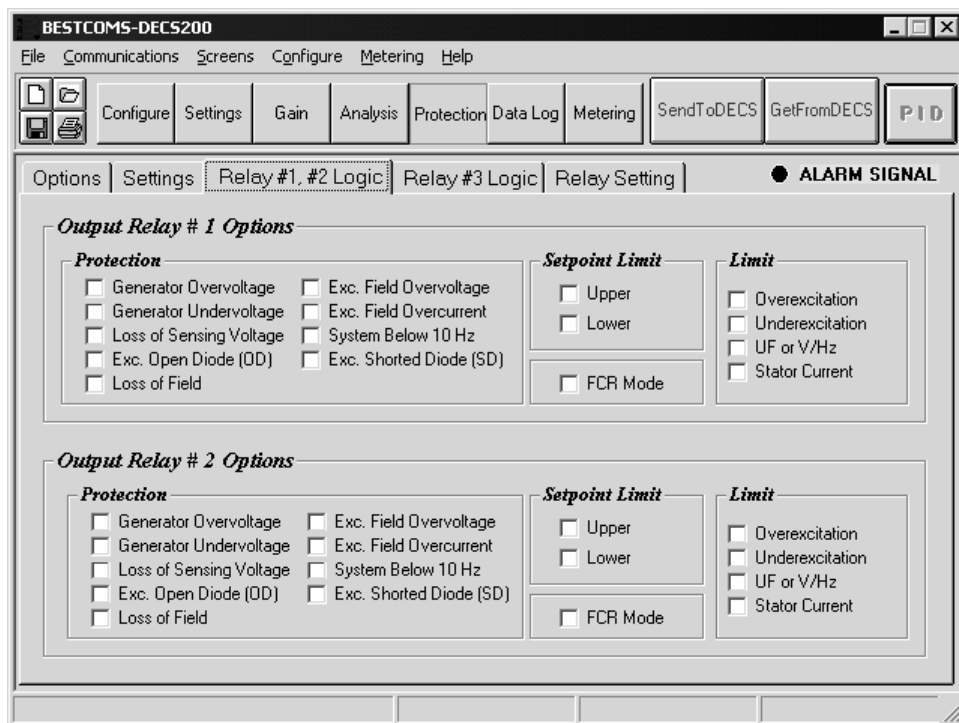 BESTCOMS-DECS200
File Communications Screens Configure Metering Help
Configure Settings Gain Analysis Protection Data Log Metering SendToDECS GetFromDECS PID
Options Settings Relay #1, #2 Logic Relay #3 Logic Relay Setting ALARM SIGNAL
Output Relay # 1 Options
Protection
Generator Overvoltage
Generator Undervoltage
Loss of Sensing Voltage
Exc. Open Diode (OD)
Loss of Field
Exc. Field Overvoltage
Exc. Field Overcurrent
System Below 10 Hz
Exc. Shorted Diode (SD)
Setpoint Limit
Upper
Lower
FCR Mode
Limit
Overexcitation
Underexcitation
UF or V/Hz
Stator Current
Output Relay # 2 Options
Protection
Generator Overvoltage
Generator Undervoltage
Loss of Sensing Voltage
Exc. Open Diode (OD)
Loss of Field
Exc. Field Overvoltage
Exc. Field Overcurrent
System Below 10 Hz
Exc. Shorted Diode (SD)
Setpoint Limit
Upper
Lower
FCR Mode
Limit
Overexcitation
Underexcitation
UF or V/Hz
Stator Current